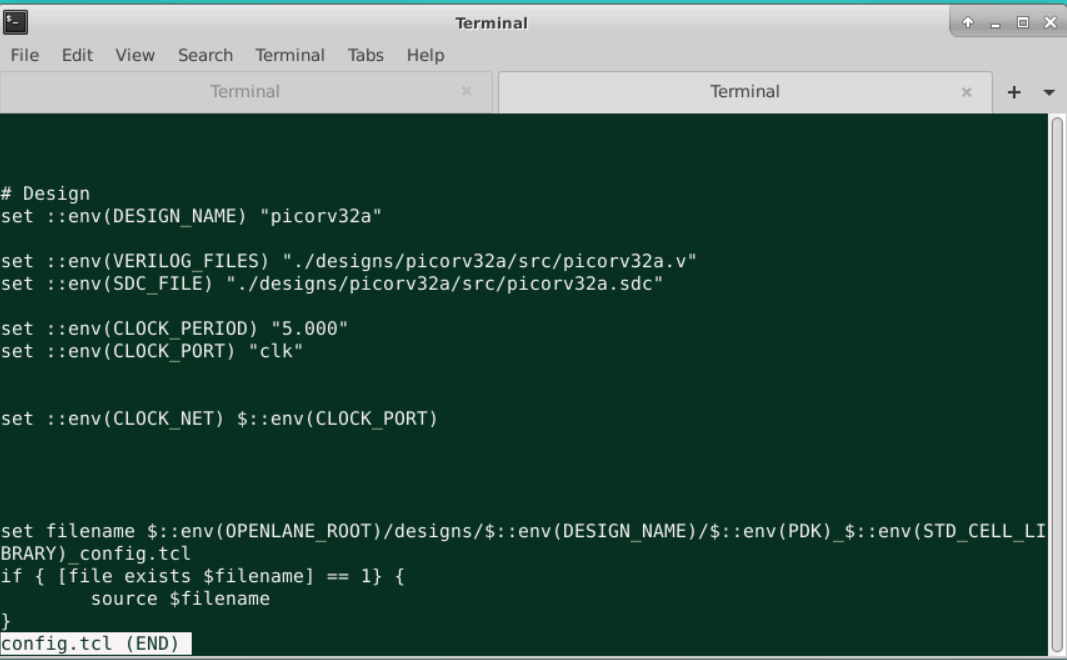 Terminal
File Edit View Search Terminal Tabs Help
Terminal
Terminal
# Design
set ::env(DESIGN_NAME) "picorv32a"
set ::env(VERILOG_FILES) "./designs/picorv32a/src/picorv32a.v"
set ::env(SDC_FILE) "./designs/picorv32a/src/picorv32a.sdc"
set ::env(CLOCK_PERIOD) "5.000"
set ::env(CLOCK_PORT) "clk"
set ::env(CLOCK_NET) $::env(CLOCK_PORT)
set filename $::env(OPENLANE_ROOT)/designs/$::env(DESIGN_NAME)/$::env(PDK)_$::env(STD_CELL_LI
BRARY)_config.tcl
if { [file exists $filename] == 1} {
        source $filename
}
config.tcl (END)